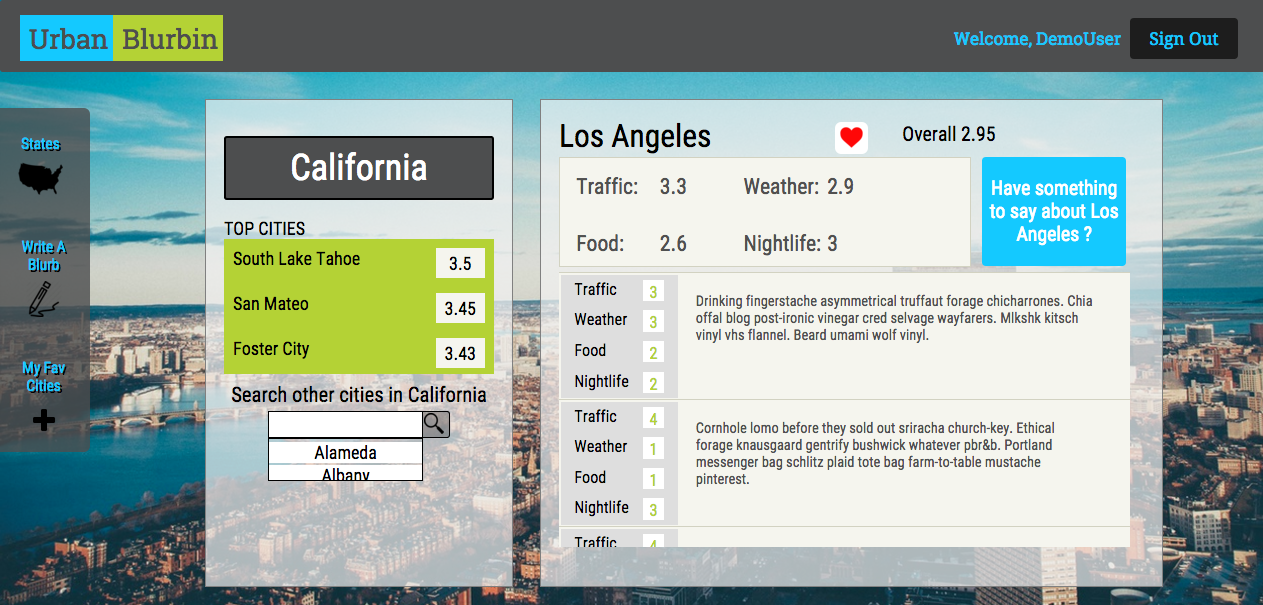 Urban Blurbin
Welcome, DemoUser
Sign Out
States
Write A
Blurb
My Fav
Cities
California
TOP CITIES
South Lake Tahoe 3.5
San Mateo 3.45
Foster City 3.43
Search other cities in California
Alameda
Albany
Los Angeles
Overall 2.95
Traffic: 3.3 Weather: 2.9
Food: 2.6 Nightlife: 3
Have something
to say about Los
Angeles ?
Traffic 3
Weather 3
Food 2
Nightlife 2
Drinking fingerstache asymmetrical truffaut forage chicharrones. Chia
offal blog post-ironic vinegar cred selvage wayfarers. Mlkshk kitsch
vinyl vhs flannel. Beard umami wolf vinyl.
Traffic 4
Weather 1
Food 1
Nightlife 3
Cornhole lomo before they sold out sriracha church-key. Ethical
forage knausgaard gentrify bushwick whatever pbr&b. Portland
messenger bag schlitz plaid tote bag farm-to-table mustache
pinterest.
Traffic 4